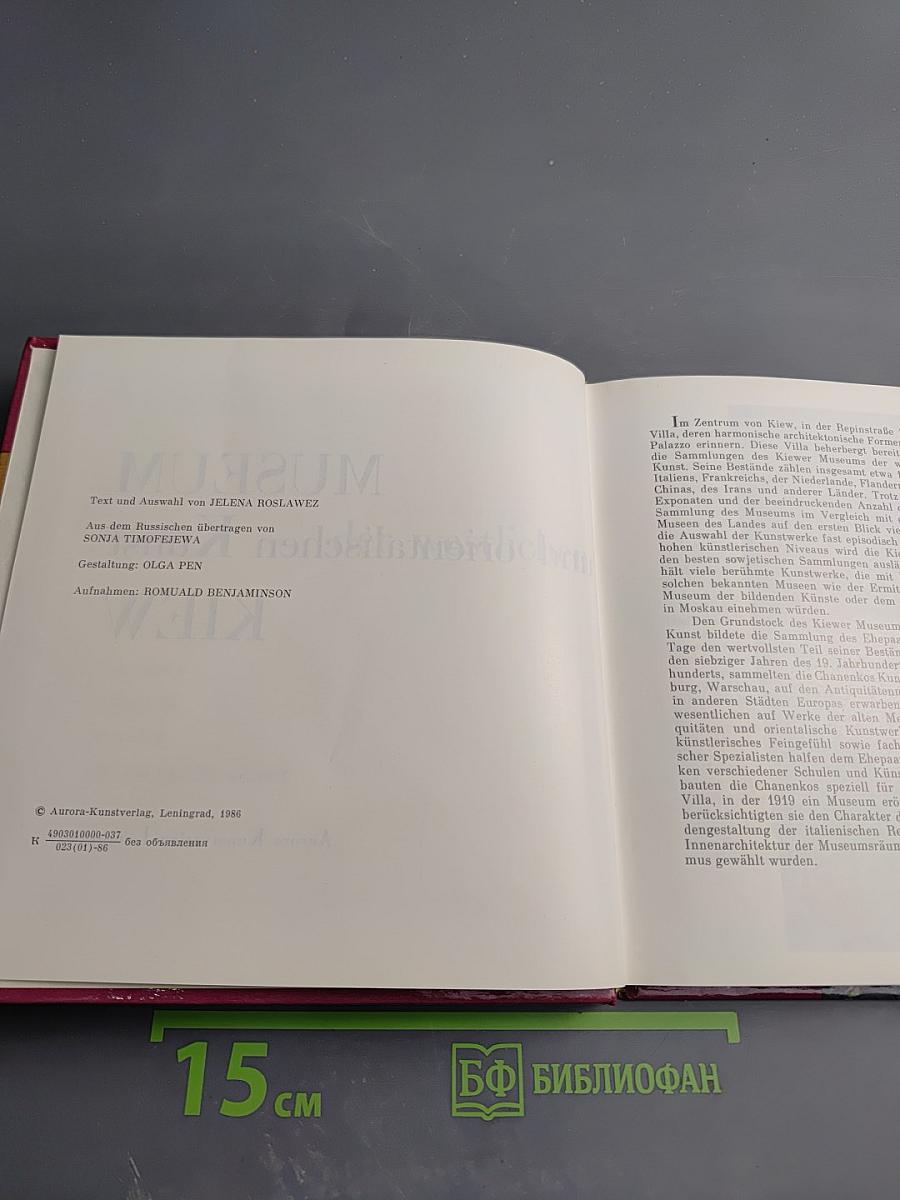 Text und Auswahl von JELENA ROSLAWEZ
Aus dem Russischen übertragen von
SONJA TIMOFEJEWA
Gestaltung: OLGA PEN
Aufnahmen: ROMUALD BENJAMINSON
© Aurora-Kunstverlag, Leningrad, 1986
К 4903010000-037
023(01)-86 без объявления
Im Zentrum von Kiew, in der Repinstraße
Villa, deren harmonische architektonische Formen
Palazzo erinnern. Diese Villa beherbergt bereit
die Sammlungen des Kiewer Museums der w
Kunst. Seine Bestände zählen insgesamt etwa 1
Italiens, Frankreichs, der Niederlande, Flandern
Chinas, des Irans und anderer Länder. Trotz
Exponaten und der beeindruckenden Anzahl d
Sammlung des Museums im Vergleich mit
Museen des Landes auf den ersten Blick vie
die Auswahl der Kunstwerke fast episodisch
hohen künstlerischen Niveaus wird die Kie
den besten sowjetischen Sammlungen auslä
hält viele berühmte Kunstwerke, die mit
solchen bekannten Museen wie der Ermit
Museum der bildenden Künste oder dem
in Moskau einehmen würden.
Den Grundstock des Kiewer Museum
Kunst bildete die Sammlung des Ehepaa
Tage den wertvollsten Teil seiner Bestän
den siebziger Jahren des 19. Jahrhundert
hunderts, sammelten die Chanenkos Kun
burg, Warschau, auf den Antiquitätenm
in anderen Städten Europas erwarben
wesentlichen auf Werke der alten Me
quitäten und orientalische Kunstwerk
künstlerisches Feingefühl sowie fach
scher Spezialisten halfen dem Ehepaa
ken verschiedener Schulen und Küns
bauten die Chanenkos speziell für
Villa, in der 1919 ein Museum erö
berücksichtigten sie den Charakter d
dengestaltung der italienischen Re
Innenarchitektur der Museumsräum
mus gewählt wurden.
15 см
БФ БИБЛИОФАН